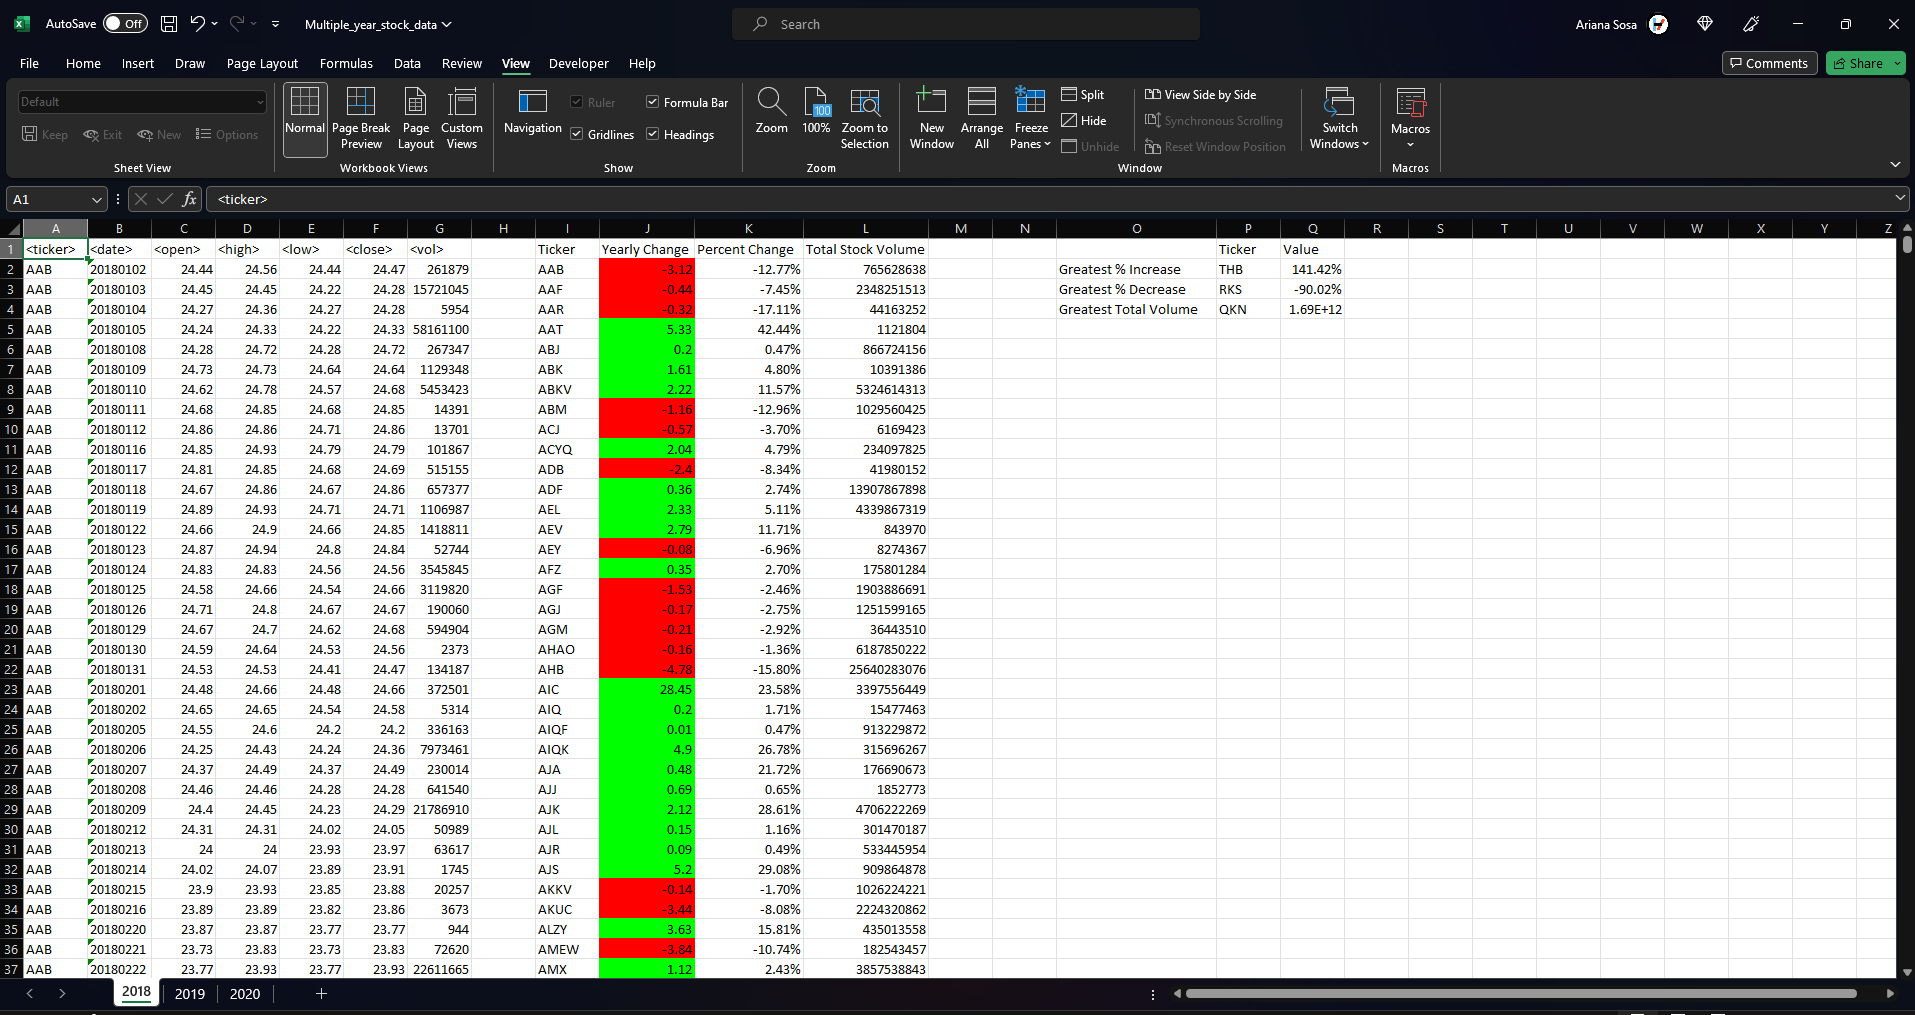 AutoSave Off Multiple_year_stock_data Search Ariana Sosa
File Home Insert Draw Page Layout Formulas Data Review View Developer Help Comments Share
Default
Keep Exit New Options
Sheet View
Normal Page Break Preview Page Layout Custom Views
Workbook Views
Navigation Ruler Formula Bar
Gridlines Headings
Show
Zoom 100 100% Zoom to Selection
Zoom
New Window Arrange All Freeze Panes Split Hide Unhide
View Side by Side
Synchronous Scrolling
Reset Window Position
Window
Switch Windows
Macros
Macros
A1 fx <ticker>
A B C D E F G H I J K L M N O P Q R S T U V W X Y Z
1 <ticker> <date> <open> <high> <low> <close> <vol> Ticker Yearly Change Percent Change Total Stock Volume Ticker Value
2 AAB 20180102 24.44 24.56 24.44 24.47 261879 AAB -3.12 -12.77% 765628638 Greatest % Increase THB 141.42%
3 AAB 20180103 24.45 24.45 24.22 24.28 15721045 AAF -0.44 -7.45% 2348251513 Greatest % Decrease RKS -90.02%
4 AAB 20180104 24.27 24.36 24.27 24.28 5954 AAR -0.32 -17.11% 44163252 Greatest Total Volume QKN 1.69E+12
5 AAB 20180105 24.24 24.33 24.22 24.33 58161100 AAT 5.33 42.44% 1121804
6 AAB 20180108 24.28 24.72 24.28 24.72 267347 ABJ 0.2 0.47% 866724156
7 AAB 20180109 24.73 24.73 24.64 24.64 1129348 ABK 1.61 4.80% 10391386
8 AAB 20180110 24.62 24.78 24.57 24.68 5453423 ABKV 2.22 11.57% 5324614313
9 AAB 20180111 24.68 24.85 24.68 24.85 14391 ABM -1.16 -12.96% 1029560425
10 AAB 20180112 24.86 24.86 24.71 24.86 13701 ACJ -0.57 -3.70% 6169423
11 AAB 20180116 24.85 24.93 24.79 24.79 101867 ACYQ 2.04 4.79% 234097825
12 AAB 20180117 24.81 24.85 24.68 24.69 515155 ADB -2.4 -8.34% 41980152
13 AAB 20180118 24.67 24.86 24.67 24.86 657377 ADF 0.36 2.74% 13907867898
14 AAB 20180119 24.89 24.93 24.71 24.71 1106987 AEL 2.33 5.11% 4339867319
15 AAB 20180122 24.66 24.9 24.66 24.85 1418811 AEV 2.79 11.71% 843970
16 AAB 20180123 24.87 24.94 24.8 24.84 52744 AEY -0.08 -6.96% 8274367
17 AAB 20180124 24.83 24.83 24.56 24.56 3545845 AFZ 0.35 2.70% 175801284
18 AAB 20180125 24.58 24.66 24.54 24.66 3119820 AGF -1.53 -2.46% 1903886691
19 AAB 20180126 24.71 24.8 24.67 24.67 190060 AGJ -0.17 -2.75% 1251599165
20 AAB 20180129 24.67 24.7 24.62 24.68 594904 AGM -0.21 -2.92% 36443510
21 AAB 20180130 24.59 24.64 24.53 24.56 2373 AHAO -0.16 -1.36% 6187850222
22 AAB 20180131 24.53 24.53 24.41 24.47 134187 AHB -4.78 -15.80% 25640283076
23 AAB 20180201 24.48 24.66 24.48 24.66 372501 AIC 28.45 23.58% 3397556449
24 AAB 20180202 24.65 24.65 24.54 24.58 5314 AIQ 0.2 1.71% 15477463
25 AAB 20180205 24.55 24.6 24.2 24.2 336163 AIQF 0.01 0.47% 913229872
26 AAB 20180206 24.25 24.43 24.24 24.36 7973461 AIQK 4.9 26.78% 315696267
27 AAB 20180207 24.37 24.49 24.37 24.49 230014 AJA 0.48 21.72% 176690673
28 AAB 20180208 24.46 24.46 24.28 24.28 641540 AJJ 0.69 0.65% 1852773
29 AAB 20180209 24.4 24.45 24.23 24.29 21786910 AJK 2.12 28.61% 4706222269
30 AAB 20180212 24.31 24.31 24.02 24.05 50989 AJL 0.15 1.16% 301470187
31 AAB 20180213 24 24 23.93 23.97 63617 AJR 0.09 0.49% 533445954
32 AAB 20180214 24.02 24.07 23.89 23.91 1745 AJS 5.2 29.08% 909864878
33 AAB 20180215 23.9 23.93 23.85 23.88 20257 AKKV -0.14 -1.70% 1026224221
34 AAB 20180216 23.89 23.89 23.82 23.86 3673 AKUC -3.44 -8.08% 2224320862
35 AAB 20180220 23.87 23.87 23.77 23.77 944 ALZY 3.63 15.81% 435013558
36 AAB 20180221 23.73 23.83 23.73 23.83 72620 AMEW -3.84 -10.74% 182543457
37 AAB 20180222 23.77 23.93 23.77 23.93 22611665 AMX 1.12 2.43% 3857538843
2018 2019 2020